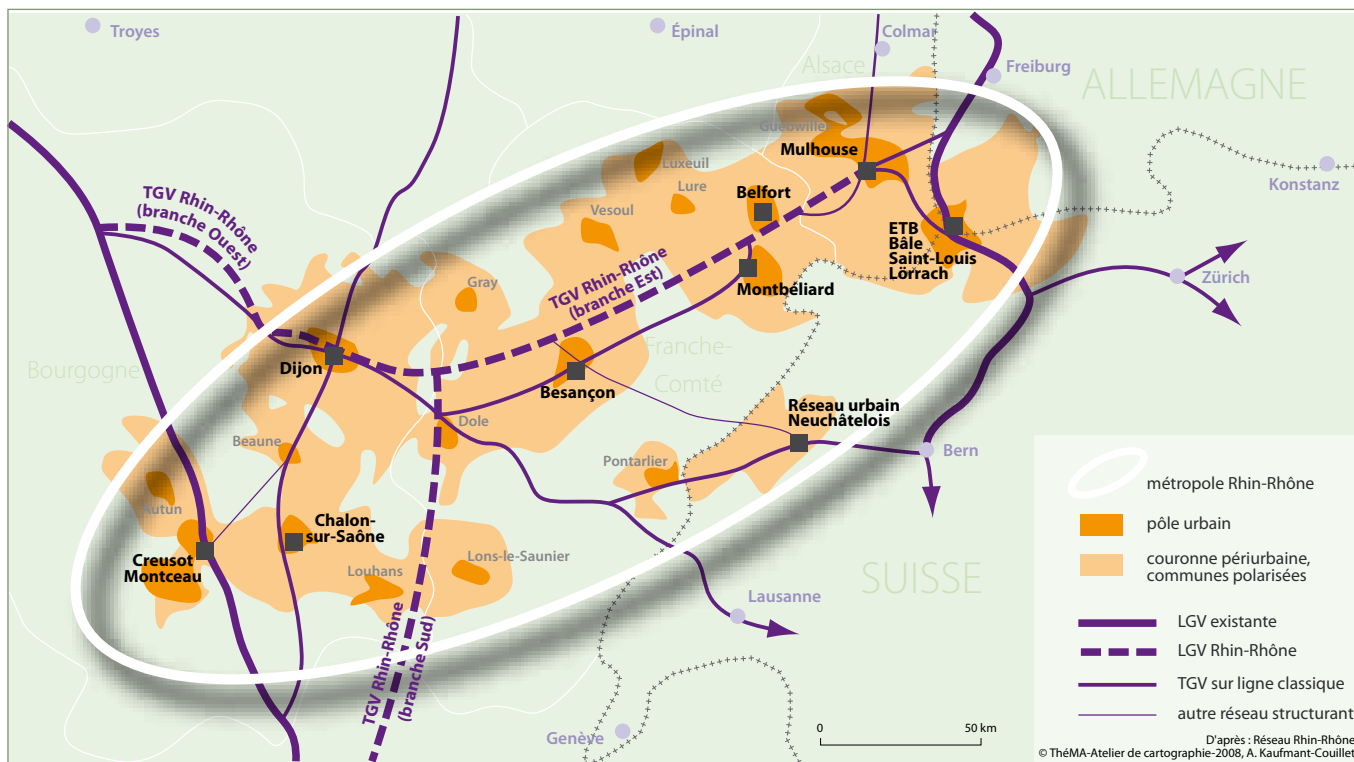 Troyes
Épinal
Colmar
Alsace
Freiburg
ALLEMAGNE
Guebwiller
Mulhouse
Konstanz
Luxeuil
Lure
Belfort
Vesoul
TGV Rhin-Rhône
(branche Ouest)
ETB
Bâle
Saint-Louis
Lörrach
Zürich
Gray
TGV Rhin-Rhône
(branche Est)
Montbéliard
Bourgogne
Dijon
Franche-
Comté
Besançon
Réseau urbain
Neuchâtelois
Dole
Beaune
Pontarlier
Bern
Autun
Chalon-
sur-Saône
Creusot
Montceau
Lons-le-Saunier
Louhans
SUISSE
Lausanne
TGV Rhin-Rhône
(branche Sud)
Genève
0 50 km
métropole Rhin-Rhône
pôle urbain
couronne périurbaine,
communes polarisées
LGV existante
LGV Rhin-Rhône
TGV sur ligne classique
autre réseau structurant
D'après : Réseau Rhin-Rhône
© ThéMA-Atelier de cartographie-2008, A. Kaufmant-Couillet